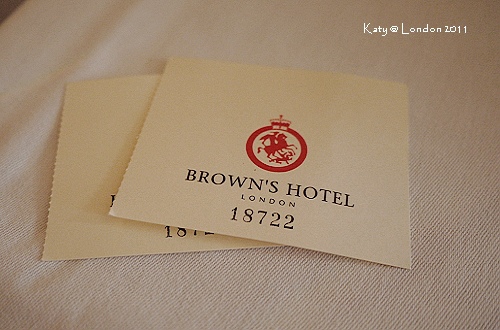 Katy@London 2011
BROWN'S HOTEL
LONDON
18722